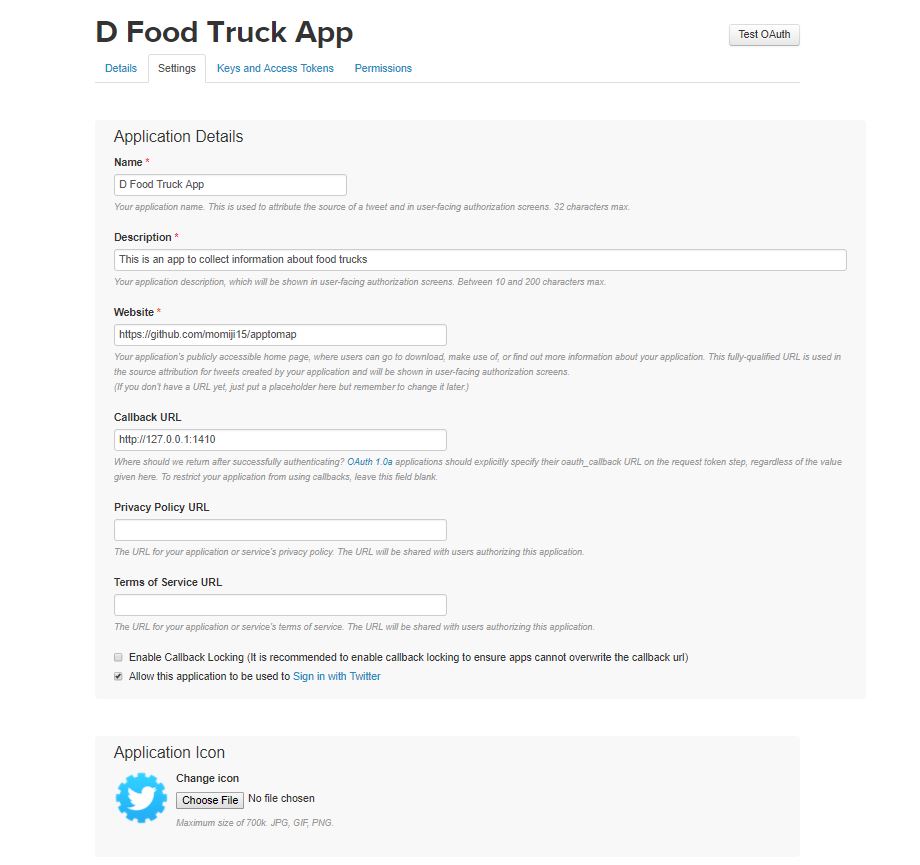 D Food Truck App
Test OAuth
Details Settings Keys and Access Tokens Permissions
Application Details
Name *
D Food Truck App
Your application name. This is used to attribute the source of a tweet and in user-facing authorization screens. 32 characters max.
Description *
This is an app to collect information about food trucks
Your application description, which will be shown in user-facing authorization screens. Between 10 and 200 characters max.
Website *
https://github.com/momiji15/apptomap
Your application's publicly accessible home page, where users can go to download, make use of, or find out more information about your application. This fully-qualified URL is used in
the source attribution for tweets created by your application and will be shown in user-facing authorization screens.
(If you don't have a URL yet, just put a placeholder here but remember to change it later.)
Callback URL
http://127.0.0.1:1410
Where should we return after successfully authenticating? OAuth 1.0a applications should explicitly specify their oauth_callback URL on the request token step, regardless of the value
given here. To restrict your application from using callbacks, leave this field blank.
Privacy Policy URL
The URL for your application or service's privacy policy. The URL will be shared with users authorizing this application.
Terms of Service URL
The URL for your application or service's terms of service. The URL will be shared with users authorizing this application.
Enable Callback Locking (It is recommended to enable callback locking to ensure apps cannot overwrite the callback url)
Allow this application to be used to Sign in with Twitter
Application Icon
Change icon
Choose File No file chosen
Maximum size of 700k. JPG, GIF, PNG.